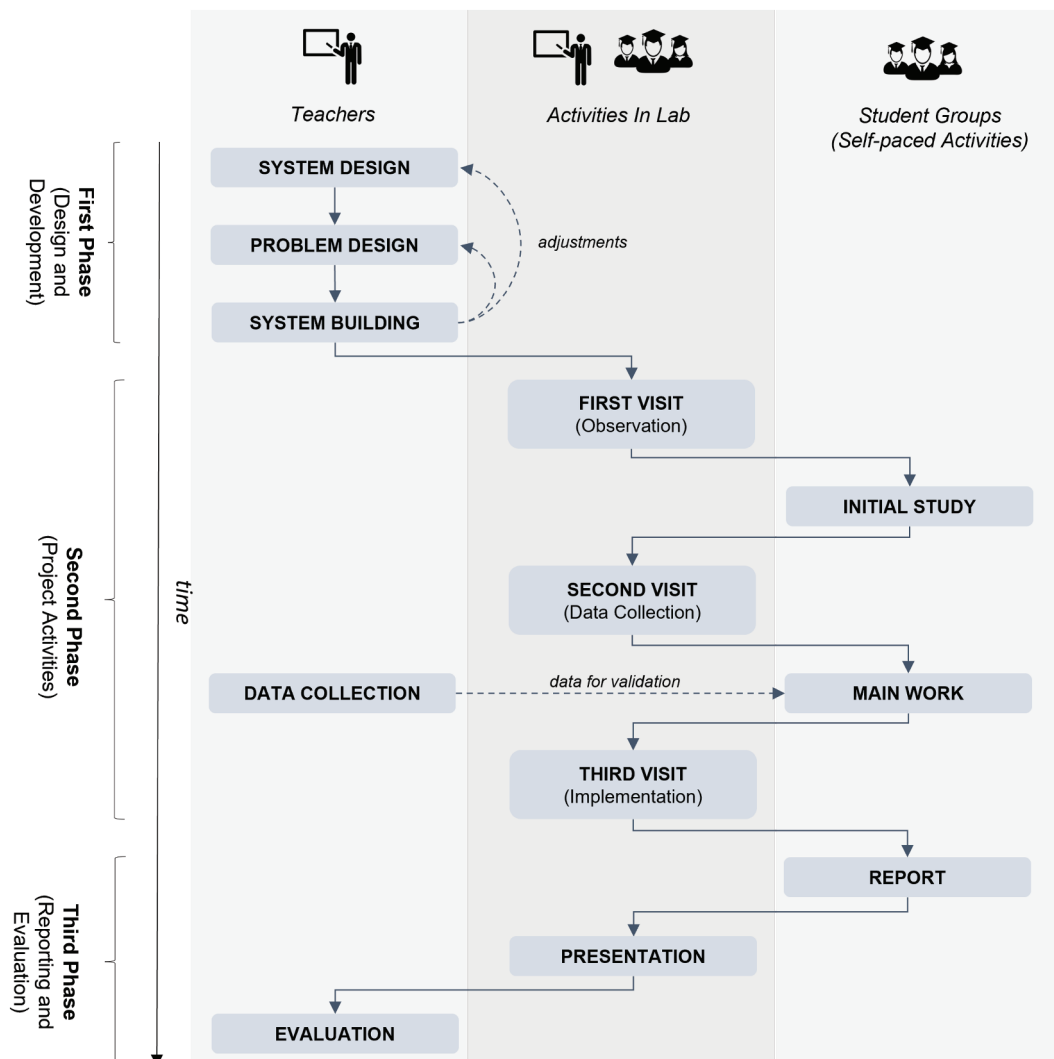 Teachers
Activities In Lab
Student Groups
(Self-paced Activities)
First Phase
(Design and
Development)
SYSTEM DESIGN
PROBLEM DESIGN
adjustments
SYSTEM BUILDING
Second Phase
(Project Activities)
time
FIRST VISIT
(Observation)
INITIAL STUDY
SECOND VISIT
(Data Collection)
DATA COLLECTION
data for validation
MAIN WORK
THIRD VISIT
(Implementation)
Third Phase
(Reporting and
Evaluation)
REPORT
PRESENTATION
EVALUATION